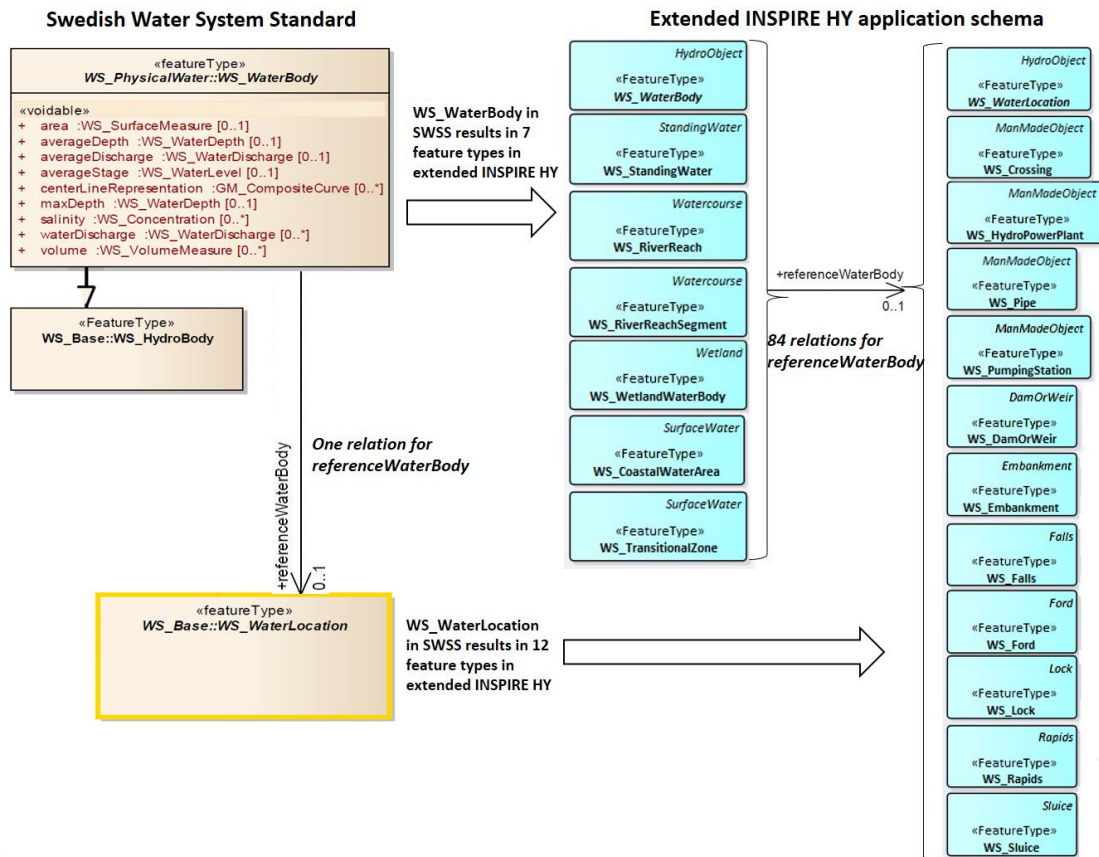 Swedish Water System Standard
«featureType»
WS_PhysicalWater::WS_WaterBody
«voidable»
+ area :WS_SurfaceMeasure [0..1]
+ averageDepth :WS_WaterDepth [0..1]
+ averageDischarge :WS_WaterDischarge [0..1]
+ averageStage :WS_WaterLevel [0..1]
+ centerLineRepresentation :GM_CompositeCurve [0..*]
+ maxDepth :WS_WaterDepth [0..1]
+ salinity :WS_Concentration [0..*]
+ waterDischarge :WS_WaterDischarge [0..*]
+ volume :WS_VolumeMeasure [0..*]
«FeatureType»
WS_Base::WS_HydroBody
One relation for
referenceWaterBody
+referenceWaterBody
0..1
«featureType»
WS_Base::WS_WaterLocation
WS_WaterBody in
SWSS results in 7
feature types in
extended INSPIRE HY
WS_WaterLocation
in SWSS results in 12
feature types in
extended INSPIRE HY
Extended INSPIRE HY application schema
HydroObject
«FeatureType»
WS_WaterBody
StandingWater
«FeatureType»
WS_StandingWater
Watercourse
«FeatureType»
WS_RiverReach
Watercourse
«FeatureType»
WS_RiverReachSegment
Wetland
«FeatureType»
WS_WetlandWaterBody
SurfaceWater
«FeatureType»
WS_CoastalWaterArea
SurfaceWater
«FeatureType»
WS_TransitionalZone
+referenceWaterBody
0..1
84 relations for
referenceWaterBody
HydroObject
«FeatureType»
WS_WaterLocation
ManMadeObject
«FeatureType»
WS_Crossing
ManMadeObject
«FeatureType»
WS_HydroPowerPlant
ManMadeObject
«FeatureType»
WS_Pipe
ManMadeObject
«FeatureType»
WS_PumpingStation
DamOrWeir
«FeatureType»
WS_DamOrWeir
Embankment
«FeatureType»
WS_Embankment
Falls
«FeatureType»
WS_Falls
Ford
«FeatureType»
WS_Ford
Lock
«FeatureType»
WS_Lock
Rapids
«FeatureType»
WS_Rapids
Sluice
«FeatureType»
WS_Sluice